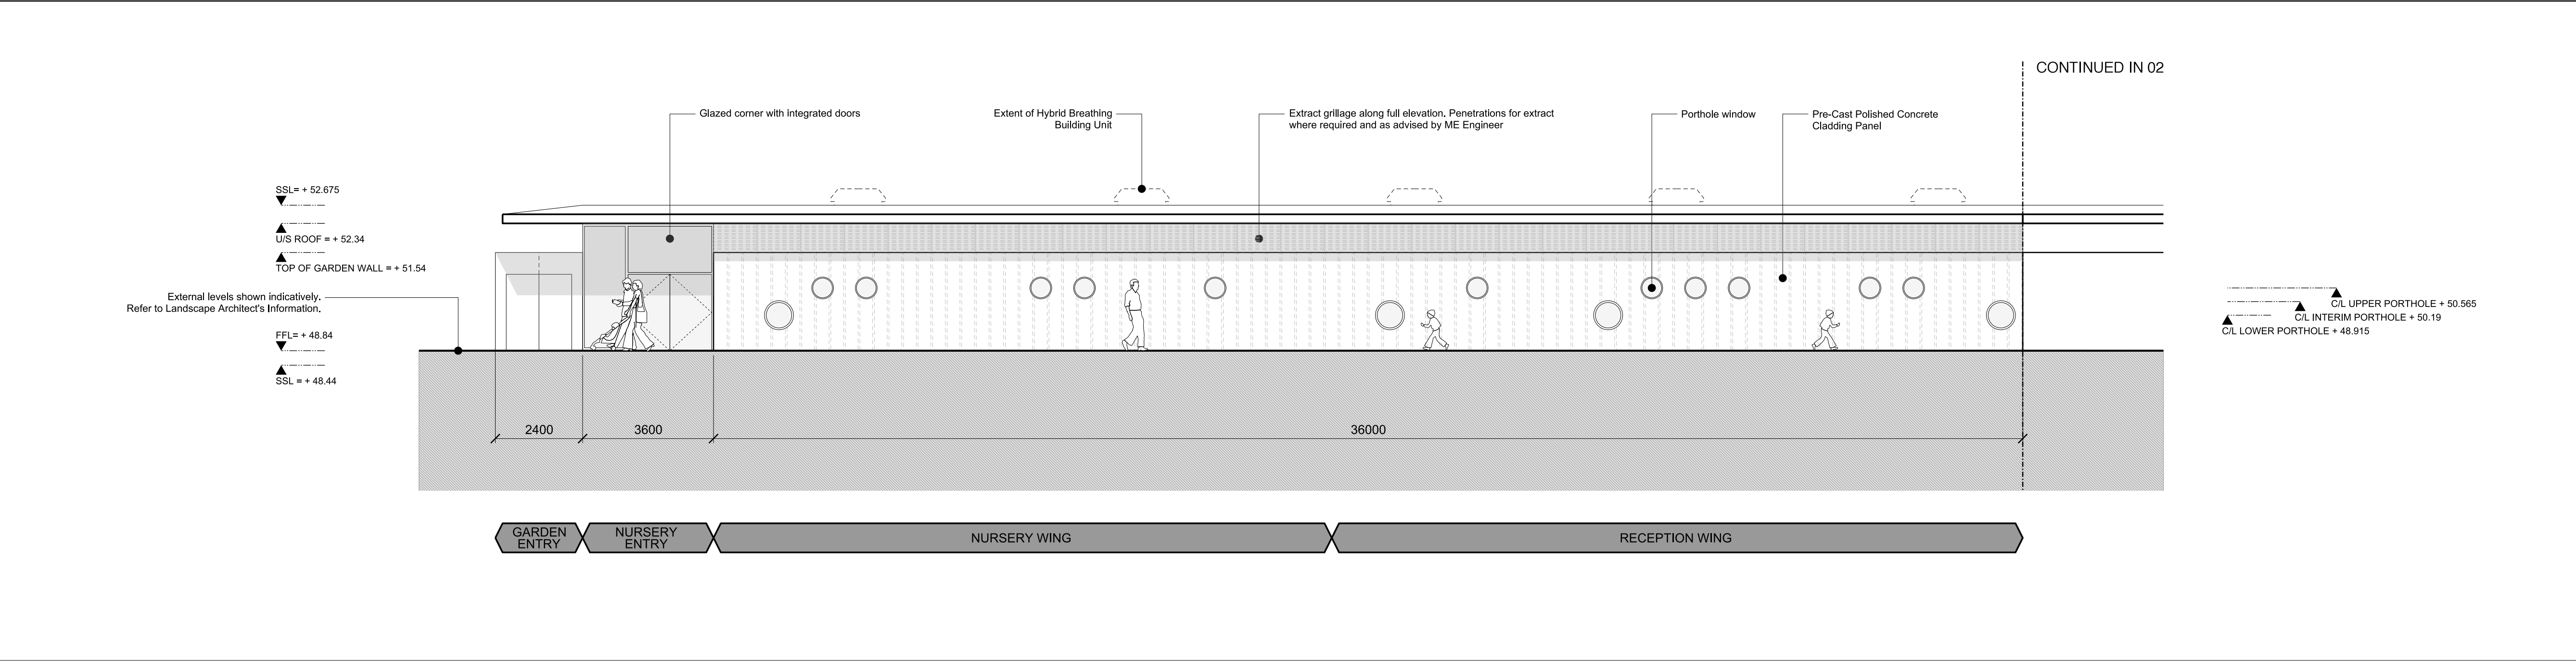 CONTINUED IN 02
Glazed corner with integrated doors
Extent of Hybrid Breathing
Building Unit
Extract grillage along full elevation. Penetrations for extract
where required and as advised by ME Engineer
Porthole window
Pre-Cast Polished Concrete
Cladding Panel
SSL= + 52.675
U/S ROOF = + 52.34
TOP OF GARDEN WALL = + 51.54
External levels shown indicatively.
Refer to Landscape Architect's Information.
FFL= + 48.84
SSL = + 48.44
C/L UPPER PORTHOLE + 50.565
C/L INTERIM PORTHOLE + 50.19
C/L LOWER PORTHOLE + 48.915
2400
3600
36000
GARDEN
ENTRY
NURSERY
ENTRY
NURSERY WING
RECEPTION WING